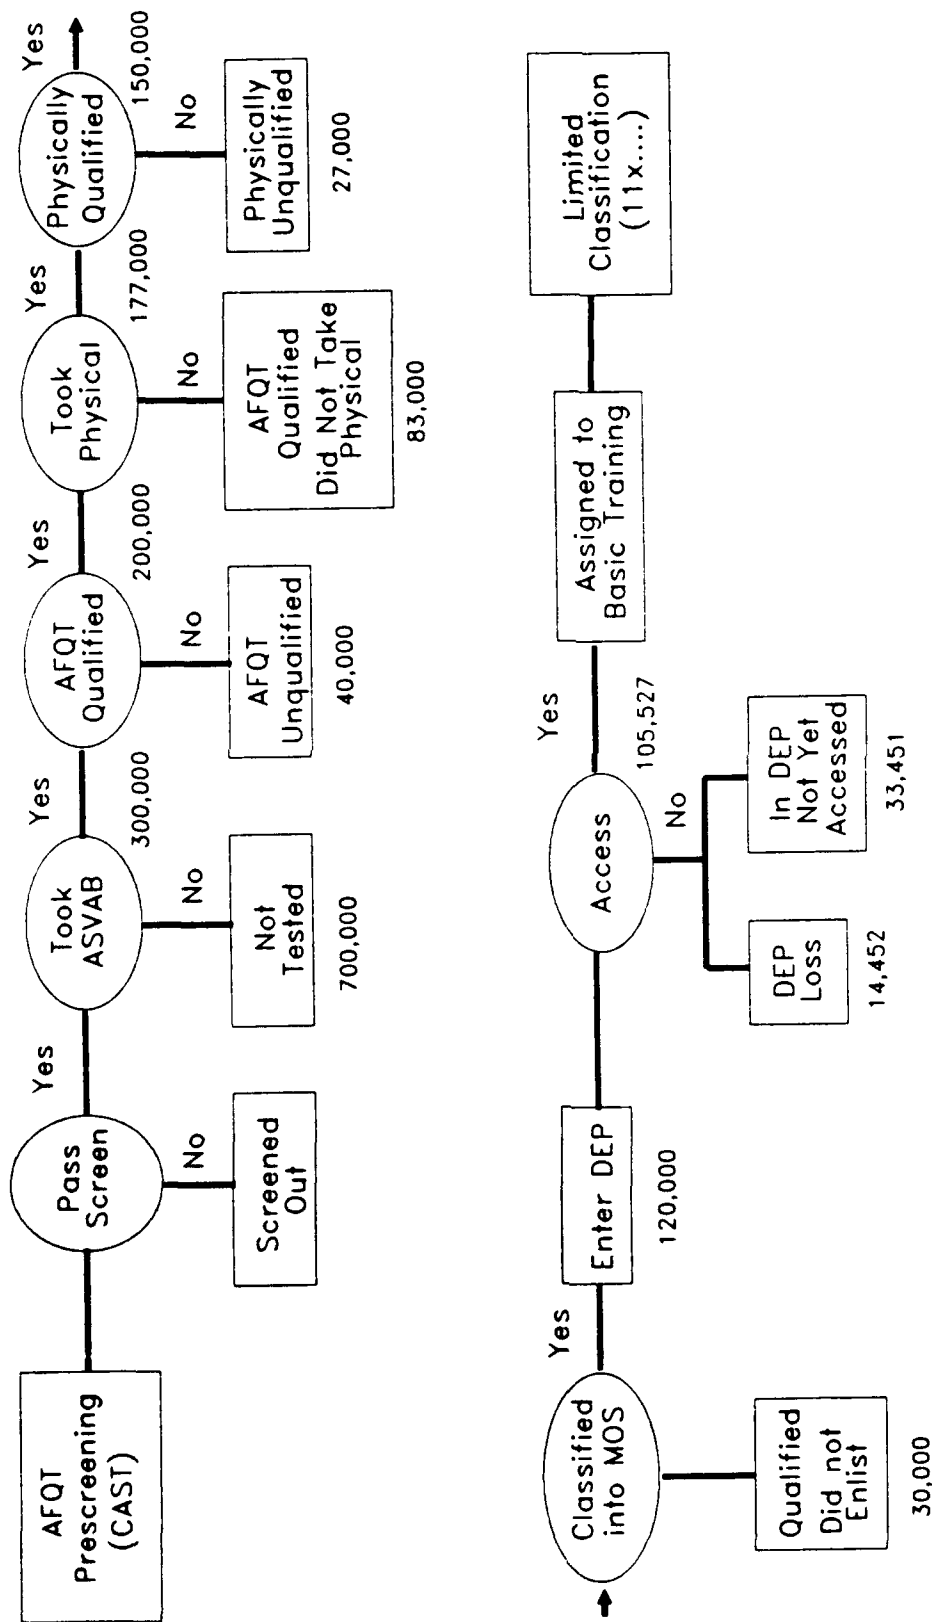 AFQT
Prescreening
(CAST)
Pass
Screen
Yes
No
Screened
Out
Took
ASVAB
Yes
300,000
No
Not
Tested
700,000
AFQT
Qualified
Yes
200,000
No
AFQT
Unqualified
40,000
Took
Physical
Yes
177,000
No
AFQT
Qualified
Did Not Take
Physical
83,000
Physically
Qualified
Yes
150,000
No
Physically
Unqualified
27,000
Classified
into MOS
Yes
Qualified
Did not
Enlist
30,000
Enter DEP
120,000
Access
Yes
105,527
No
DEP
Loss
14,452
In DEP
Not Yet
Accessed
33,451
Assigned to
Basic Training
Limited
Classification
(11x....)